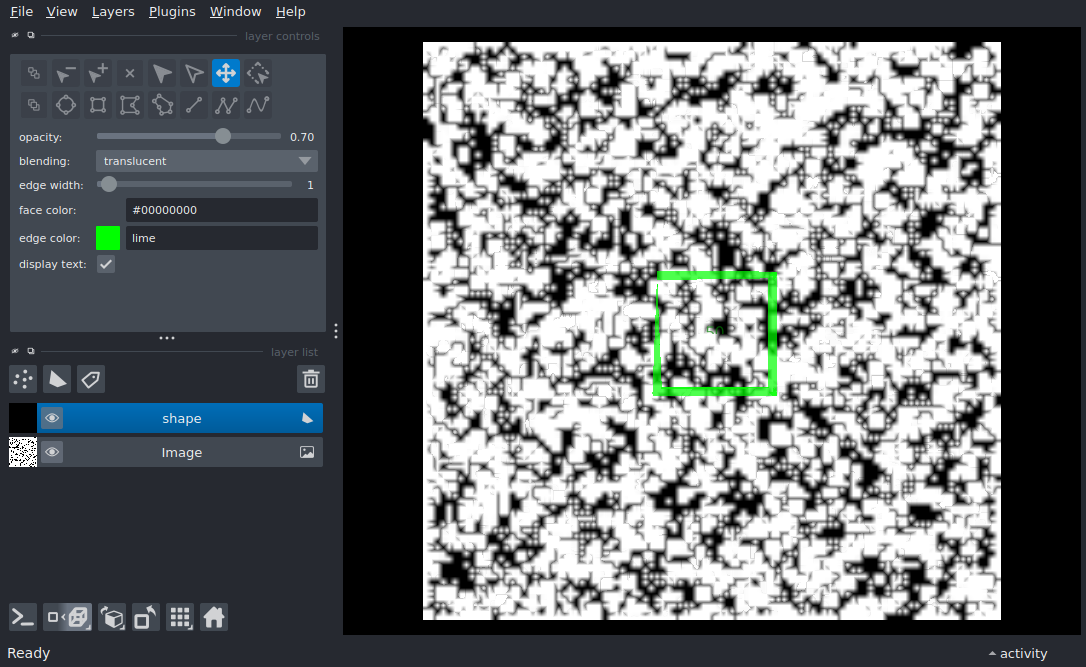 File View Layers Plugins Window Help
layer controls
opacity: 0.70
blending: translucent
edge width: 1
face color: #00000000
edge color: lime
display text:
layer list
shape
Image
Ready
activity